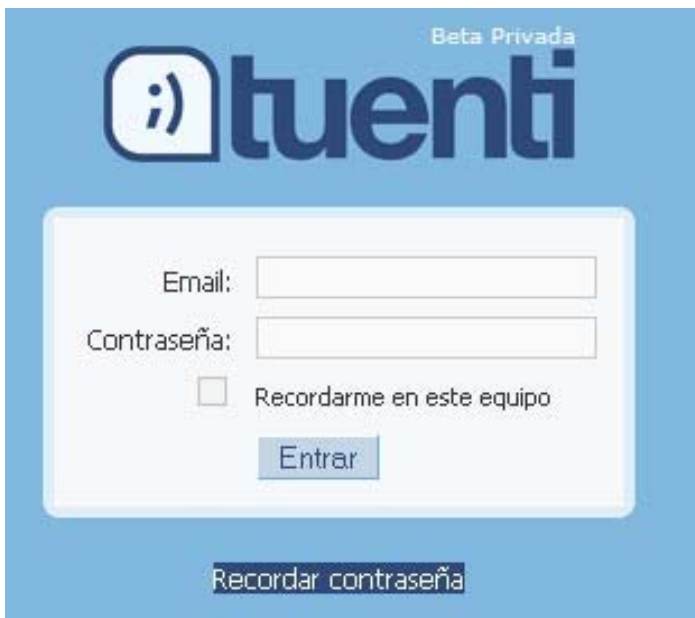 Beta Privada
;) tuenti
Email:
Contraseña:
Recordarme en este equipo
Entrar
Recordar contraseña